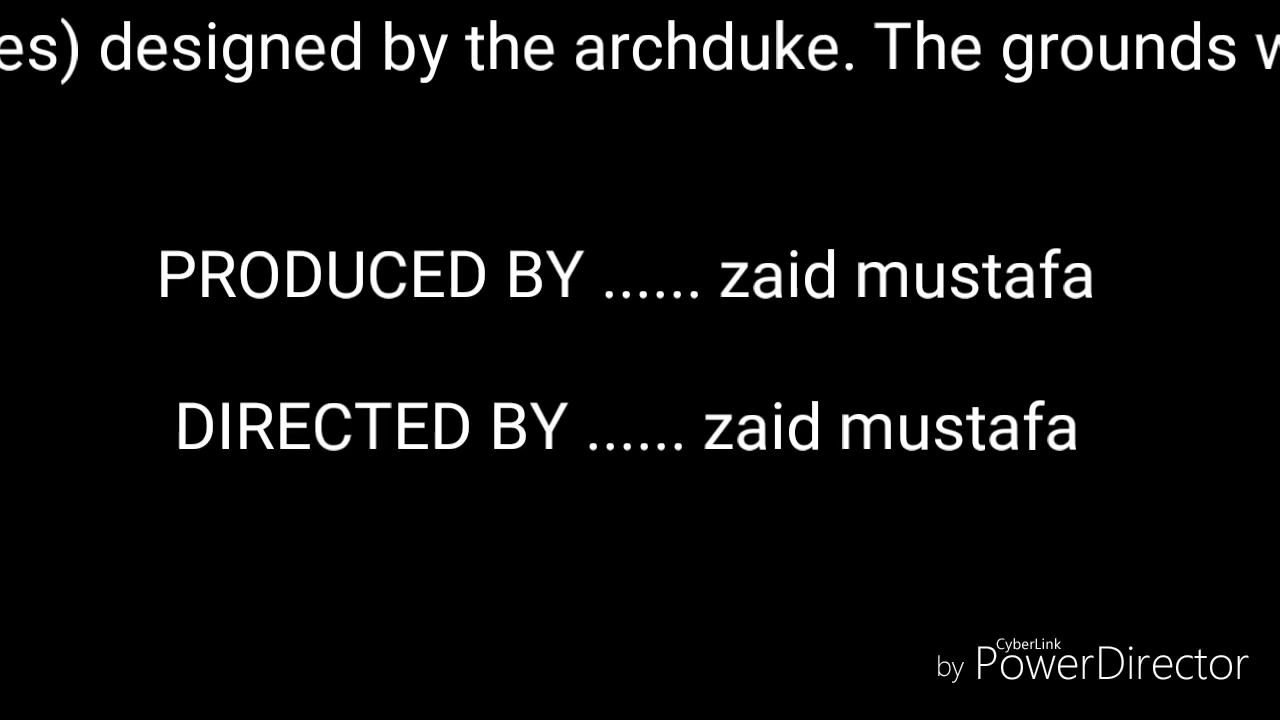 es) designed by the archduke. The grounds
PRODUCED BY ...... zaid mustafa
DIRECTED BY ...... zaid mustafa
CyberLink
by PowerDirector